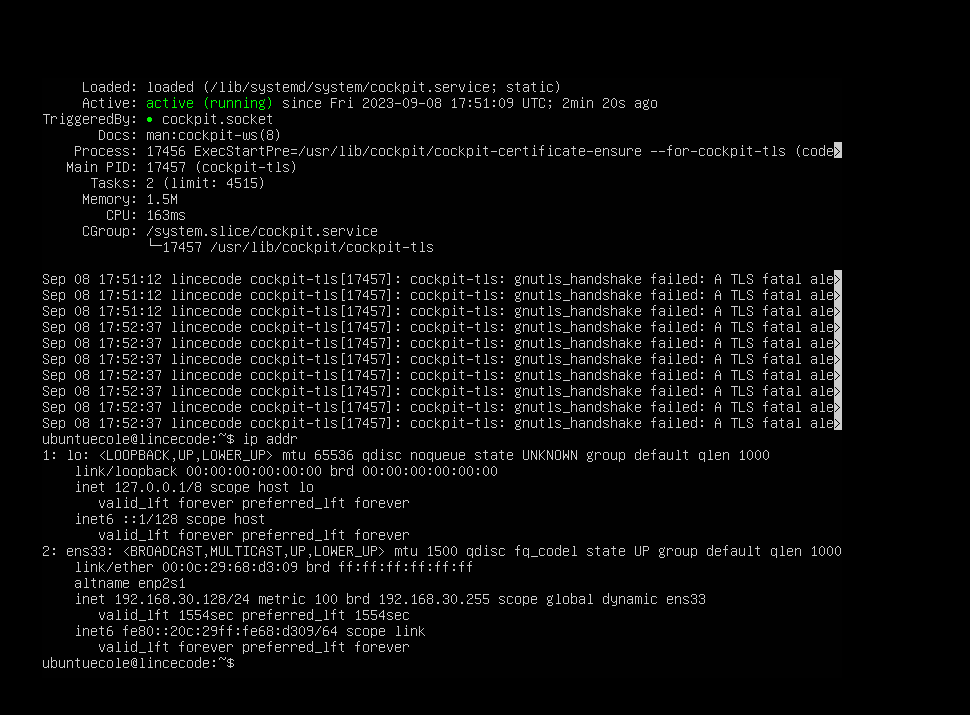 Loaded: loaded (/lib/systemd/system/cockpit.service; static)
Active: active (running) since Fri 2023-09-08 17:51:09 UTC; 2min 20s ago
TriggeredBy: ● cockpit.socket
Docs: man:cockpit-ws(8)
Process: 17456 ExecStartPre=/usr/lib/cockpit/cockpit-certificate-ensure --for-cockpit-tls (code>
Main PID: 17457 (cockpit-tls)
Tasks: 2 (limit: 4515)
Memory: 1.5M
CPU: 163ms
CGroup: /system.slice/cockpit.service
└─17457 /usr/lib/cockpit/cockpit-tls
Sep 08 17:51:12 lincecode cockpit-tls[17457]: cockpit-tls: gnutls_handshake failed: A TLS fatal ale>
Sep 08 17:51:12 lincecode cockpit-tls[17457]: cockpit-tls: gnutls_handshake failed: A TLS fatal ale>
Sep 08 17:51:12 lincecode cockpit-tls[17457]: cockpit-tls: gnutls_handshake failed: A TLS fatal ale>
Sep 08 17:52:37 lincecode cockpit-tls[17457]: cockpit-tls: gnutls_handshake failed: A TLS fatal ale>
Sep 08 17:52:37 lincecode cockpit-tls[17457]: cockpit-tls: gnutls_handshake failed: A TLS fatal ale>
Sep 08 17:52:37 lincecode cockpit-tls[17457]: cockpit-tls: gnutls_handshake failed: A TLS fatal ale>
Sep 08 17:52:37 lincecode cockpit-tls[17457]: cockpit-tls: gnutls_handshake failed: A TLS fatal ale>
Sep 08 17:52:37 lincecode cockpit-tls[17457]: cockpit-tls: gnutls_handshake failed: A TLS fatal ale>
Sep 08 17:52:37 lincecode cockpit-tls[17457]: cockpit-tls: gnutls_handshake failed: A TLS fatal ale>
Sep 08 17:52:37 lincecode cockpit-tls[17457]: cockpit-tls: gnutls_handshake failed: A TLS fatal ale>
ubuntuecole@lincecode:~$ ip addr
1: lo: <LOOPBACK,UP,LOWER_UP> mtu 65536 qdisc noqueue state UNKNOWN group default qlen 1000
link/loopback 00:00:00:00:00:00 brd 00:00:00:00:00:00
inet 127.0.0.1/8 scope host lo
valid_lft forever preferred_lft forever
inet6 ::1/128 scope host
valid_lft forever preferred_lft forever
2: ens33: <BROADCAST,MULTICAST,UP,LOWER_UP> mtu 1500 qdisc fq_codel state UP group default qlen 1000
link/ether 00:0c:29:68:d3:09 brd ff:ff:ff:ff:ff:ff
altname enp2s1
inet 192.168.30.128/24 metric 100 brd 192.168.30.255 scope global dynamic ens33
valid_lft 1554sec preferred_lft 1554sec
inet6 fe80::20c:29ff:fe68:d309/64 scope link
valid_lft forever preferred_lft forever
ubuntuecole@lincecode:~$